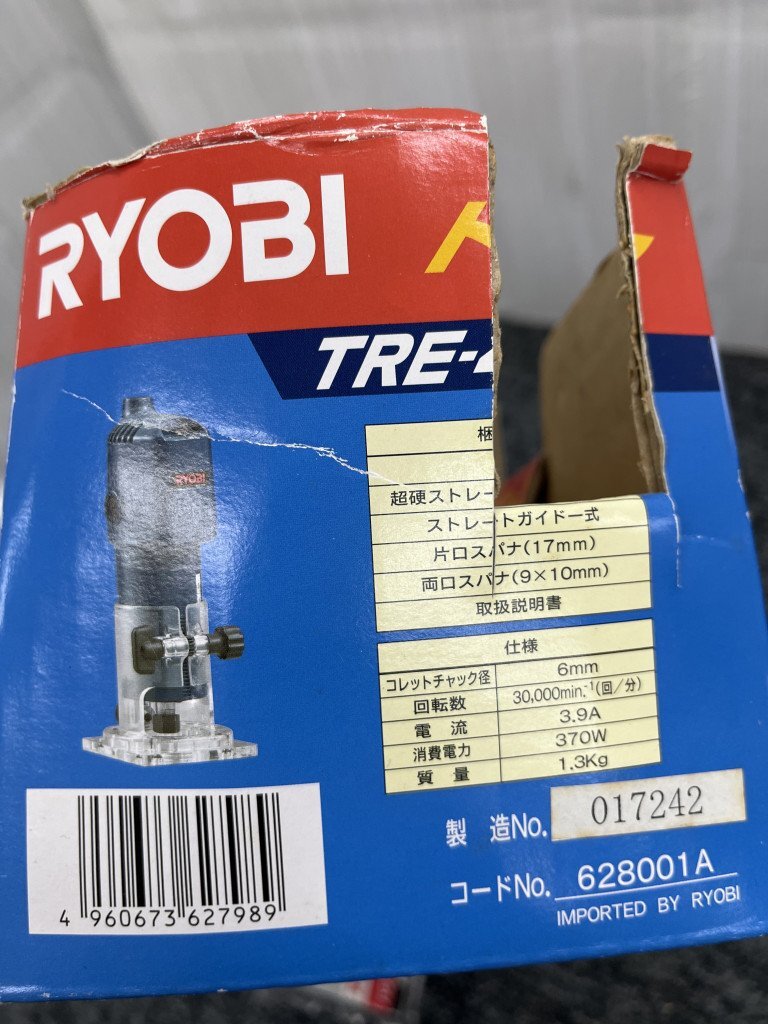 RYOBI
TRE-
RYOBI
梱
超硬ストレー
ストレートガイド一式
片口スパナ(17mm)
両口スパナ(9×10mm)
取扱説明書
仕様
コレットチャック径 6mm
回転数 30,000min.⁻¹(回/分)
電流 3.9A
消費電力 370W
質量 1.3Kg
製造No. 017242
コードNo. 628001A
IMPORTED BY RYOBI
4 960673 627989